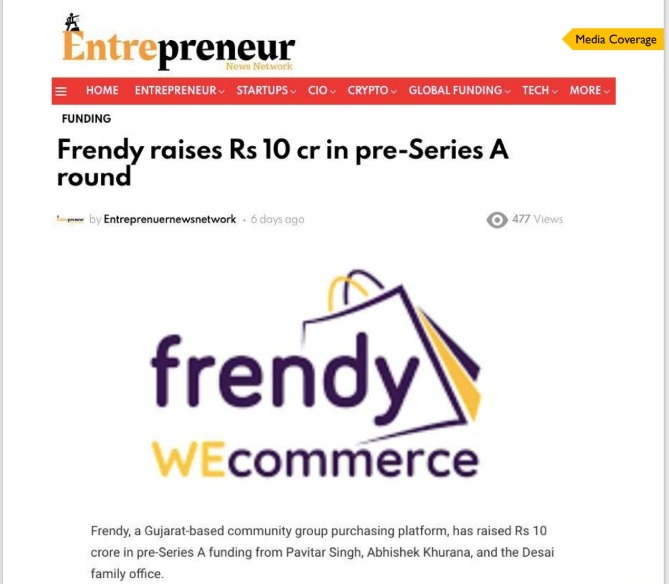 Entrepreneur
News Network
Media Coverage
HOME ENTREPRENEUR STARTUPS CIO CRYPTO GLOBAL FUNDING TECH MORE
FUNDING
Frendy raises Rs 10 cr in pre-Series A
round
by Entreprenuernewsnetwork · 6 days ago
477 Views
frendy
WEcommerce
Frendy, a Gujarat-based community group purchasing platform, has raised Rs 10
crore in pre-Series A funding from Pavitar Singh, Abhishek Khurana, and the Desai
family office.